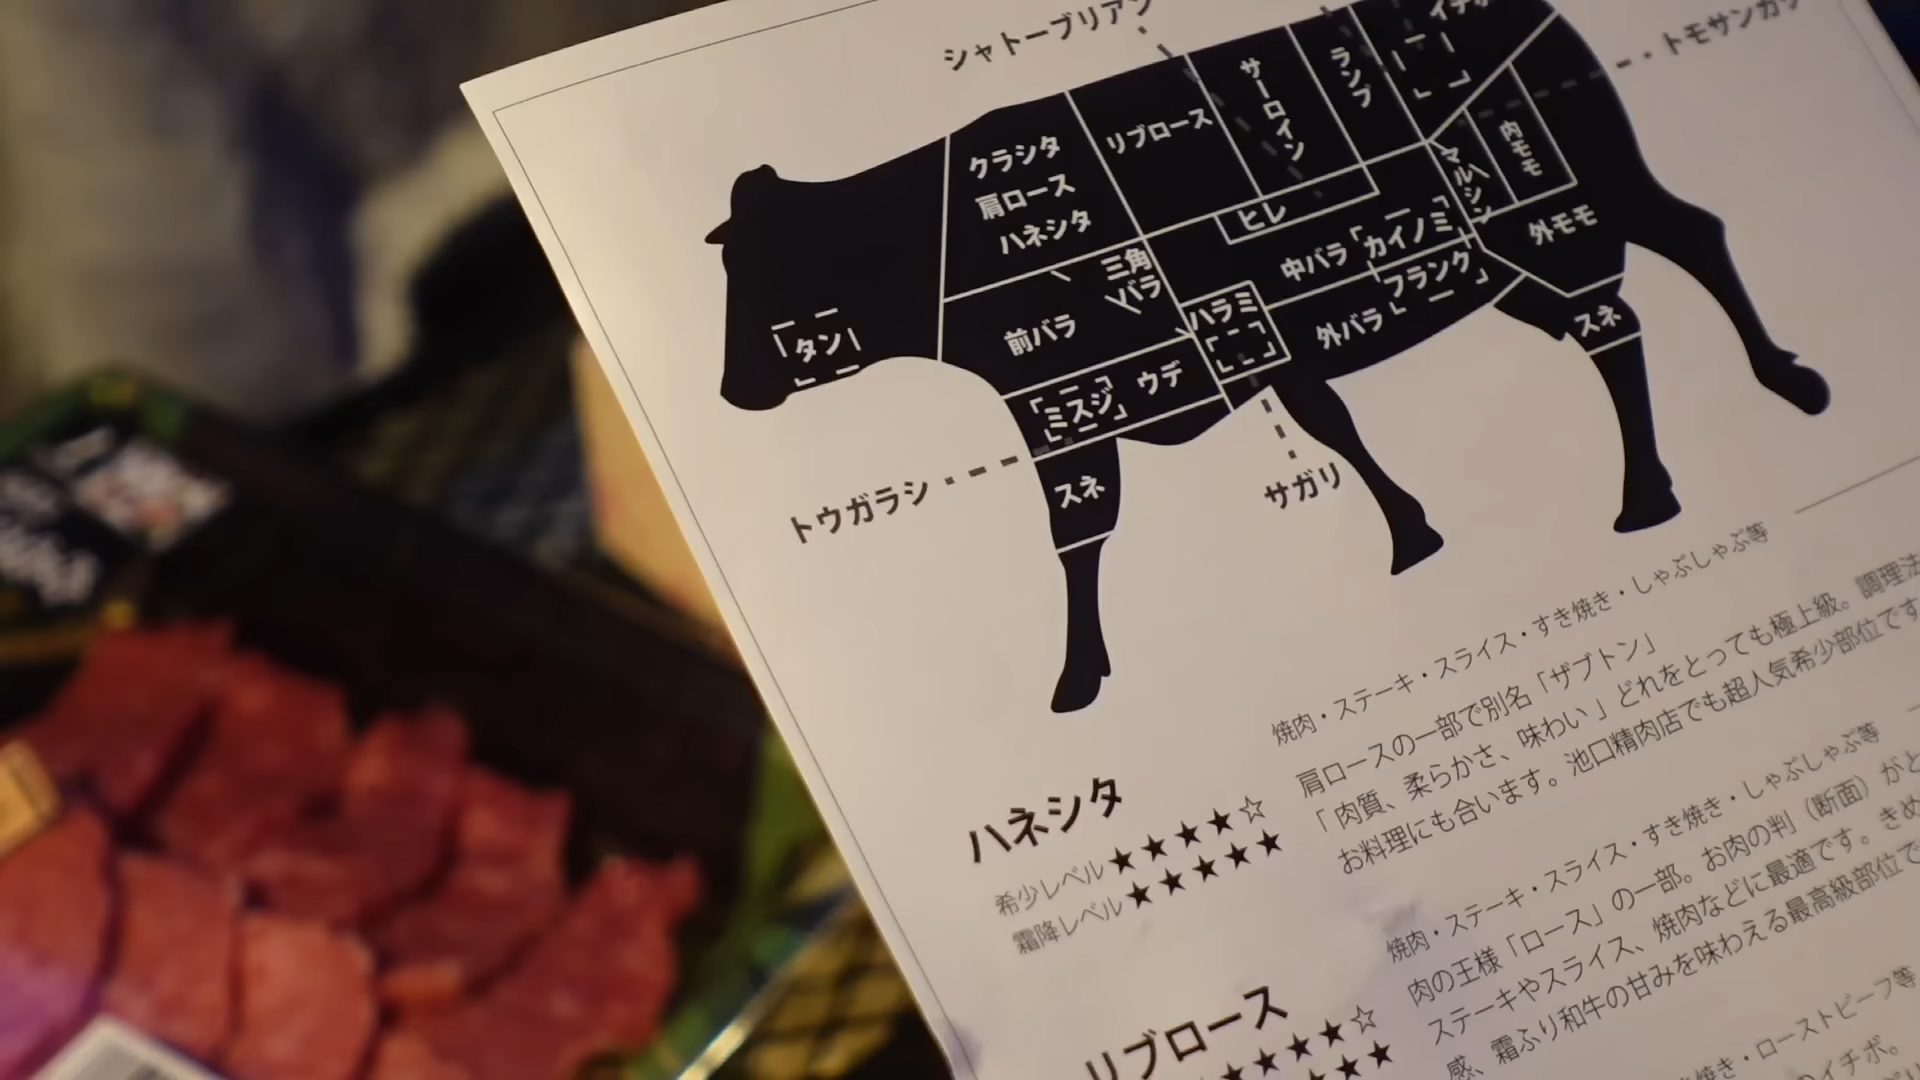 シャトーブリアン
トモサンカク
クラシタ
肩ロース
ハネシタ
リブロース
サーロイン
ランプ
イチボ
内モモ
マルシン
ヒレ
外モモ
中バラ「カイノミ」
三角
バラ
フランク
前バラ
ハラミ
外バラ
「タン」
スネ
「ミスジ」 ウデ
トウガラシ
スネ
サガリ
ハネシタ
希少レベル★★★★☆
霜降レベル★★★★★
焼肉・ステーキ・スライス・すき焼き・しゃぶしゃぶ等
肩ロースの一部で別名「ザブトン」
「肉質、柔らかさ、味わい」どれをとっても極上級。調理法
お料理にも合います。池口精肉店でも超人気希少部位です
リブロース
★★★★☆
★★
焼肉・ステーキ・スライス・すき焼き・しゃぶしゃぶ等
肉の王様「ロース」の一部。お肉の判（断面）がと
ステーキやスライス、焼肉などに最適です。きめ
感、霜ふり和牛の甘みを味わえる最高級部位で
焼き・ローストビーフ等
イチボ。